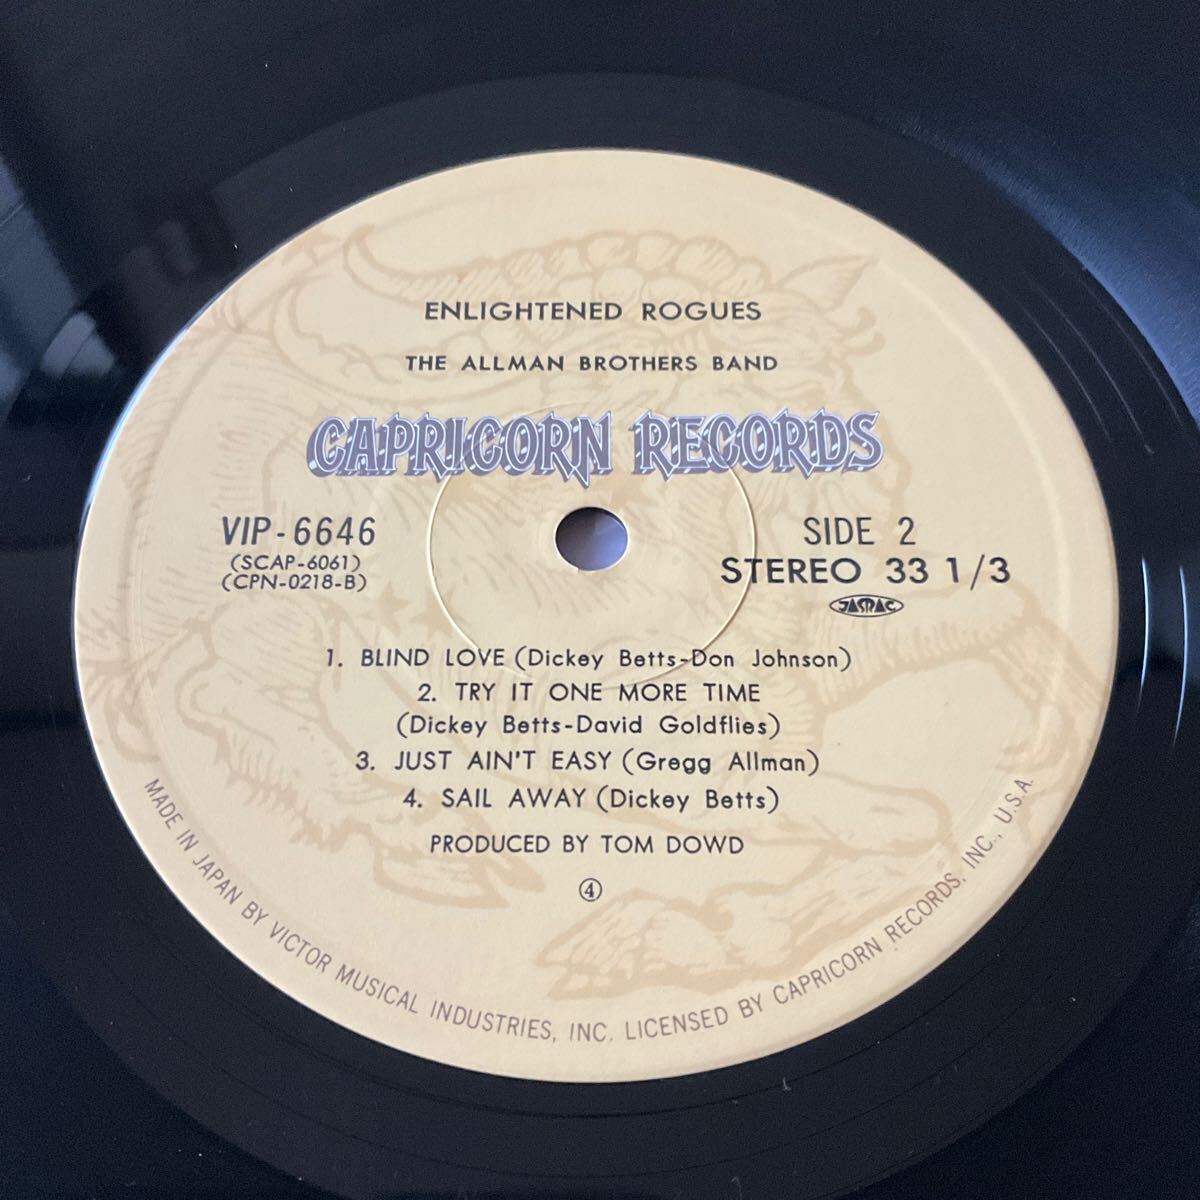 ENLIGHTENED ROGUES
THE ALLMAN BROTHERS BAND
CAPRICORN RECORDS
VIP-6646
(SCAP-6061)
(CPN-0218-B)
SIDE 2
STEREO 33 1/3
JASRAC
1. BLIND LOVE (Dickey Betts-Don Johnson)
2. TRY IT ONE MORE TIME
(Dickey Betts-David Goldflies)
3. JUST AIN'T EASY (Gregg Allman)
4. SAIL AWAY (Dickey Betts)
PRODUCED BY TOM DOWD
④
MADE IN JAPAN BY VICTOR MUSICAL INDUSTRIES, INC. LICENSED BY CAPRICORN RECORDS, INC., U.S.A.